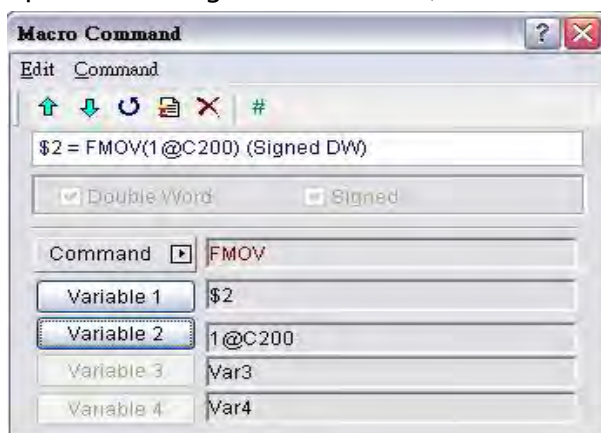 Macro Command
Edit Command
#
$2 = FMOV(1@C200) (Signed DW)
Double Word Signed
Command FMOV
Variable 1 $2
Variable 2 1@C200
Variable 3 Var3
Variable 4 Var4